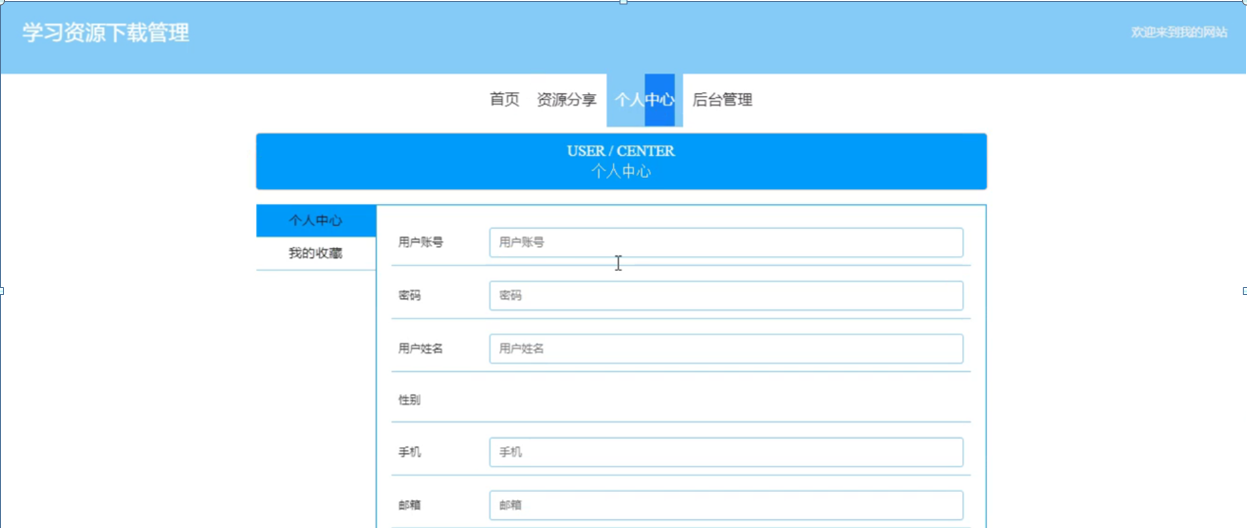 学习资源下载管理
欢迎来到我的网站
首页 资源分享 个人中心 后台管理
USER / CENTER
个人中心
个人中心
我的收藏
用户账号 用户账号
密码 密码
用户姓名 用户姓名
性别
手机 手机
邮箱 邮箱